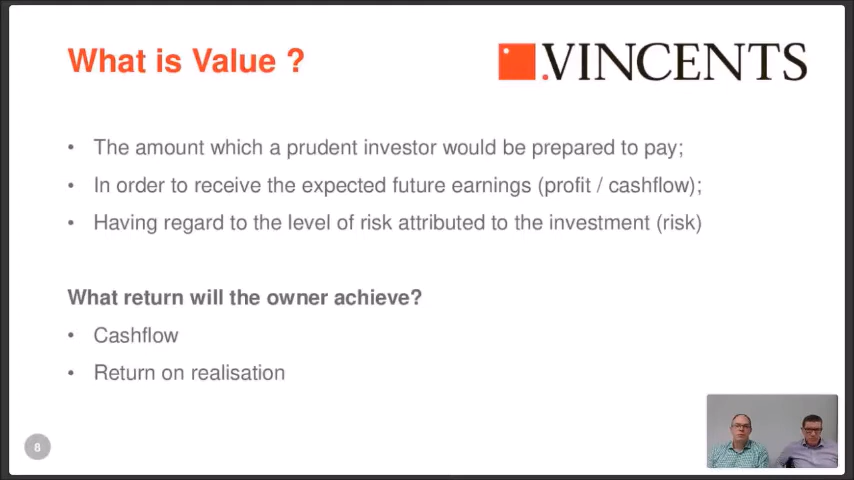 What is Value ?
.VINCENTS
• The amount which a prudent investor would be prepared to pay;
• In order to receive the expected future earnings (profit / cashflow);
• Having regard to the level of risk attributed to the investment (risk)
What return will the owner achieve?
• Cashflow
• Return on realisation
8